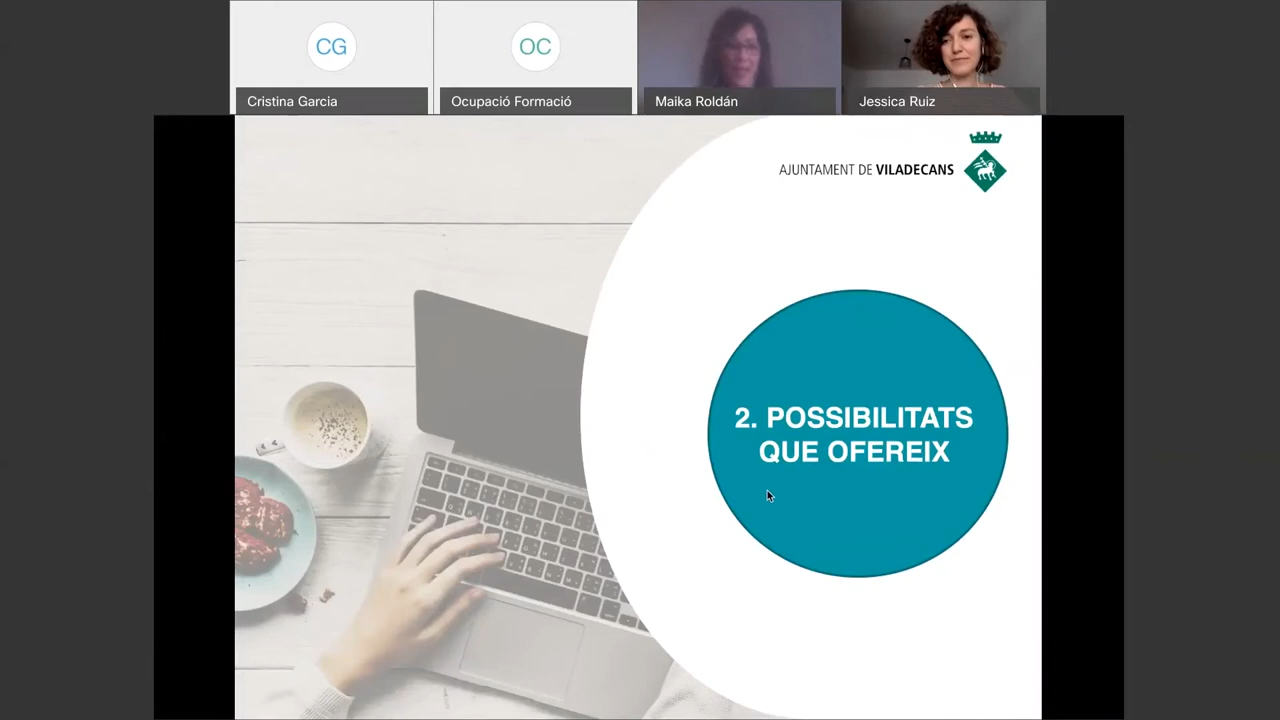 CG
OC
Cristina Garcia
Ocupació Formació
Maika Roldán
Jessica Ruiz
AJUNTAMENT DE VILADECANS
2. POSSIBILITATS
QUE OFEREIX